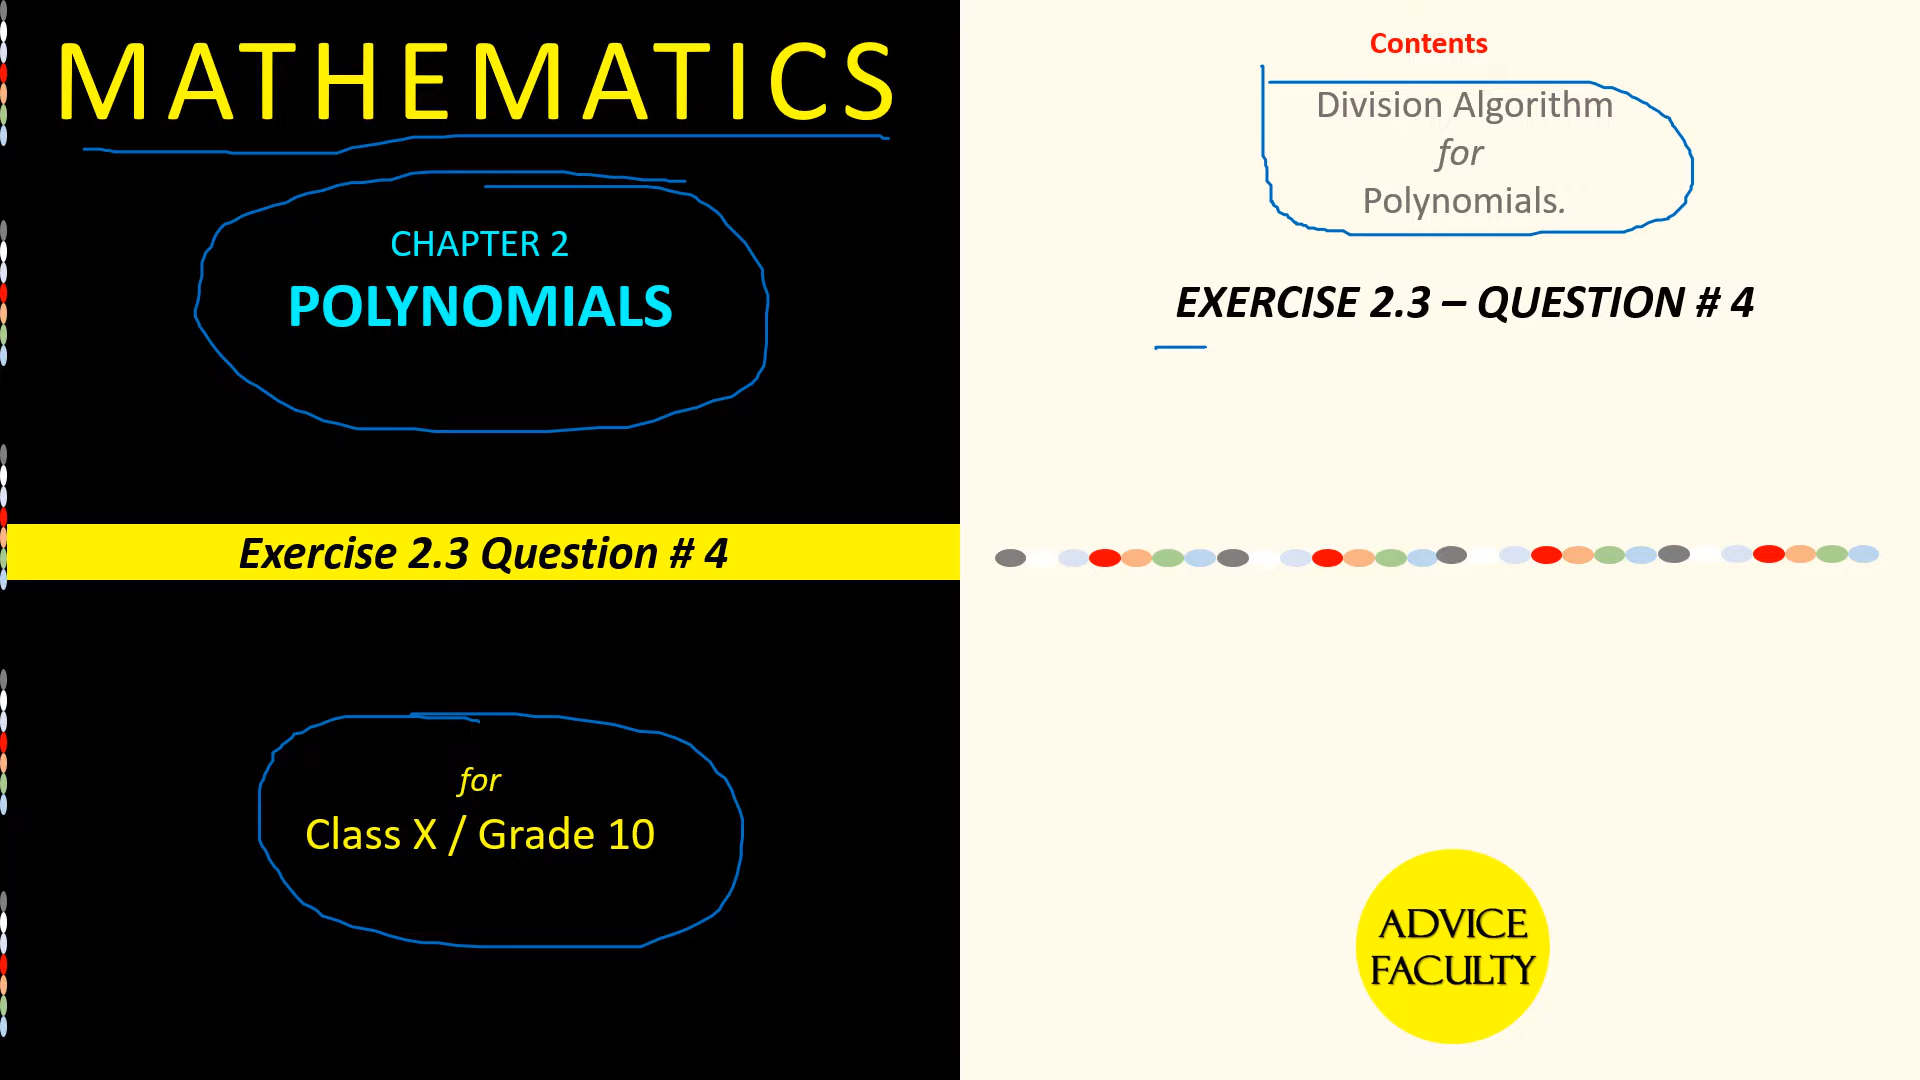 MATHEMATICS
CHAPTER 2
POLYNOMIALS
Exercise 2.3 Question # 4
for
Class X / Grade 10
Contents
Division Algorithm
for
Polynomials.
EXERCISE 2.3 – QUESTION # 4
ADVICE
FACULTY